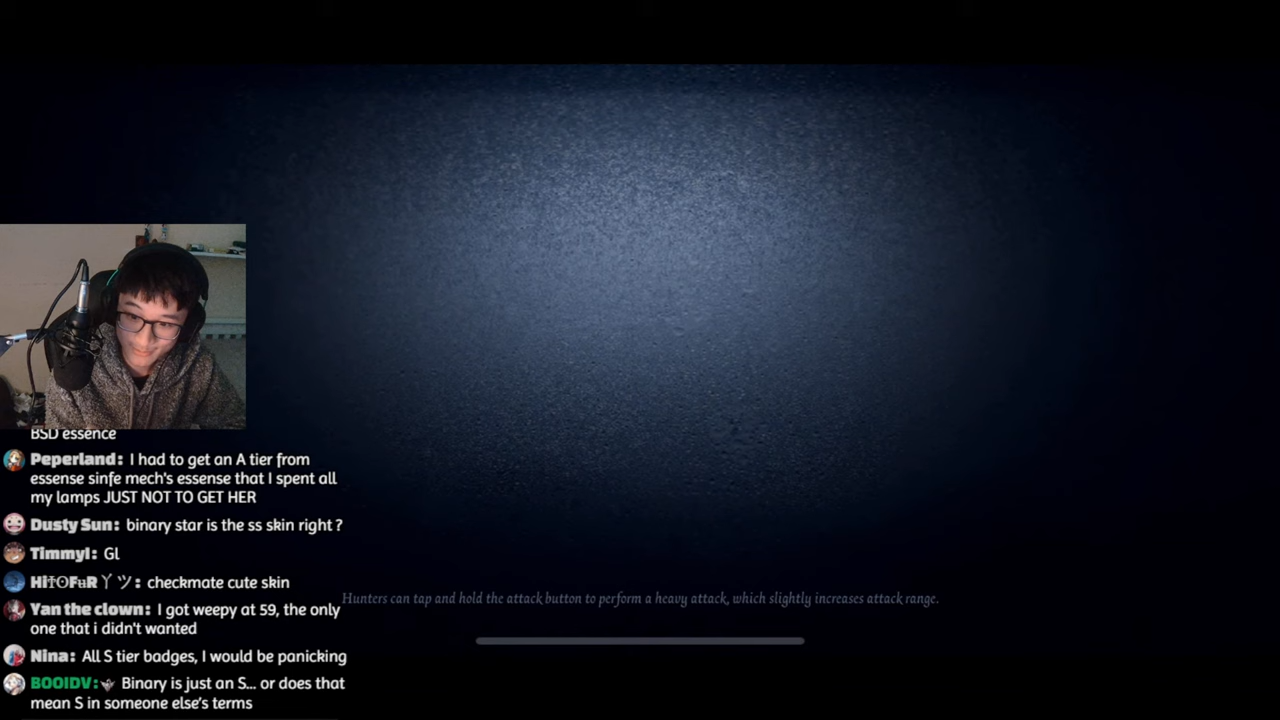 BSD essence
Peperland: I had to get an A tier from
essense sinfe mech's essense that I spent all
my lamps JUST NOT TO GET HER
Dusty Sun: binary star is the ss skin right ?
TimmyI: Gl
checkmate cute skin
Hunters can tap and hold the attack button to perform a heavy attack, which slightly increases attack range.
Yan the clown: I got weepy at 59, the only
one that i didn't wanted
Nina: All S tier badges, I would be panicking
BOOIDV: Binary is just an S... or does that
mean S in someone else's terms